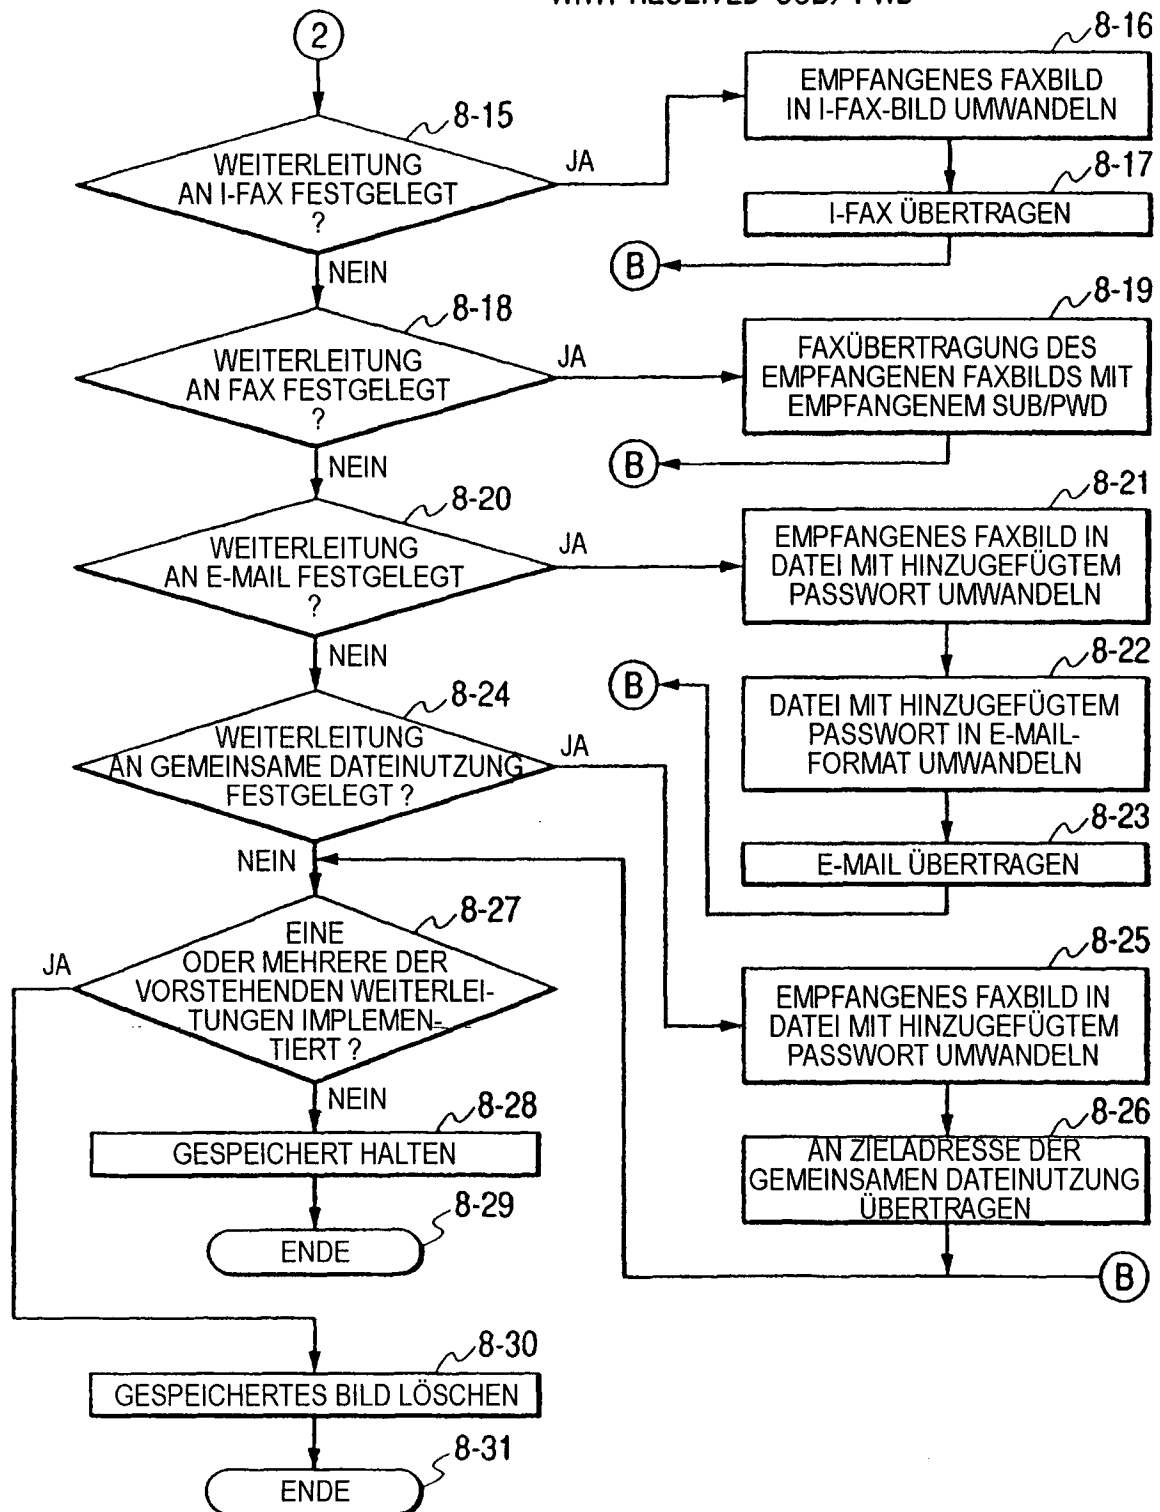 2
8-15
WEITERLEITUNG
AN I-FAX FESTGELEGT
?
JA
NEIN
8-16
EMPFANGENES FAXBILD
IN I-FAX-BILD UMWANDELN
8-17
I-FAX ÜBERTRAGEN
B
8-18
WEITERLEITUNG
AN FAX FESTGELEGT
?
JA
NEIN
8-19
FAXÜBERTRAGUNG DES
EMPFANGENEN FAXBILDS MIT
EMPFANGENEM SUB/PWD
B
8-20
WEITERLEITUNG
AN E-MAIL FESTGELEGT
?
JA
NEIN
8-21
EMPFANGENES FAXBILD IN
DATEI MIT HINZUGEFÜGTEM
PASSWORT UMWANDELN
8-22
DATEI MIT HINZUGEFÜGTEM
PASSWORT IN E-MAIL-
FORMAT UMWANDELN
8-23
E-MAIL ÜBERTRAGEN
B
8-24
WEITERLEITUNG
AN GEMEINSAME DATEINUTZUNG
FESTGELEGT ?
JA
NEIN
8-25
EMPFANGENES FAXBILD IN
DATEI MIT HINZUGEFÜGTEM
PASSWORT UMWANDELN
8-26
AN ZIELADRESSE DER
GEMEINSAMEN DATEINUTZUNG
ÜBERTRAGEN
B
8-27
EINE
ODER MEHRERE DER
VORSTEHENDEN WEITERLEI-
TUNGEN IMPLEMEN-
TIERT ?
JA
NEIN
8-28
GESPEICHERT HALTEN
8-29
ENDE
8-30
GESPEICHERTES BILD LÖSCHEN
8-31
ENDE